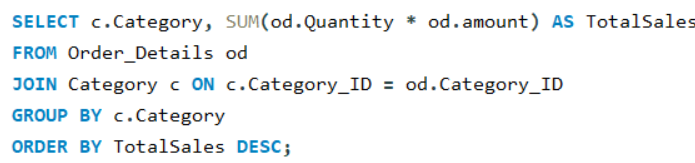 SELECT c.Category, SUM(od.Quantity * od.amount) AS TotalSales
FROM Order_Details od
JOIN Category c ON c.Category_ID = od.Category_ID
GROUP BY c.Category
ORDER BY TotalSales DESC;